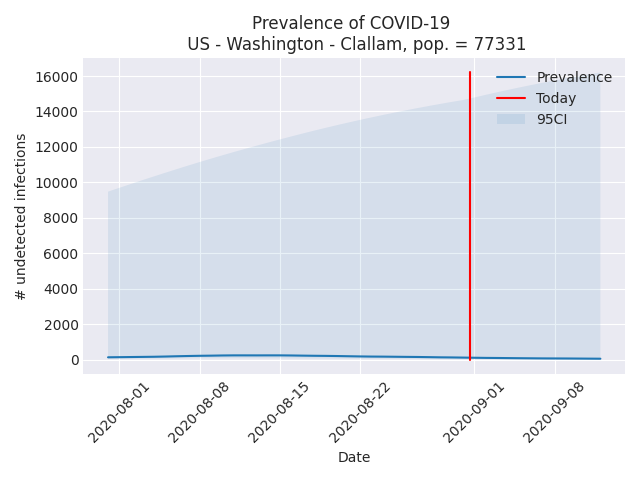 Prevalence of COVID-19
US - Washington - Clallam, pop. = 77331
Prevalence
Today
95CI
16000
14000
12000
10000
8000
6000
4000
2000
0
# undetected infections
2020-08-01
2020-08-08
2020-08-15
2020-08-22
2020-09-01
2020-09-08
Date